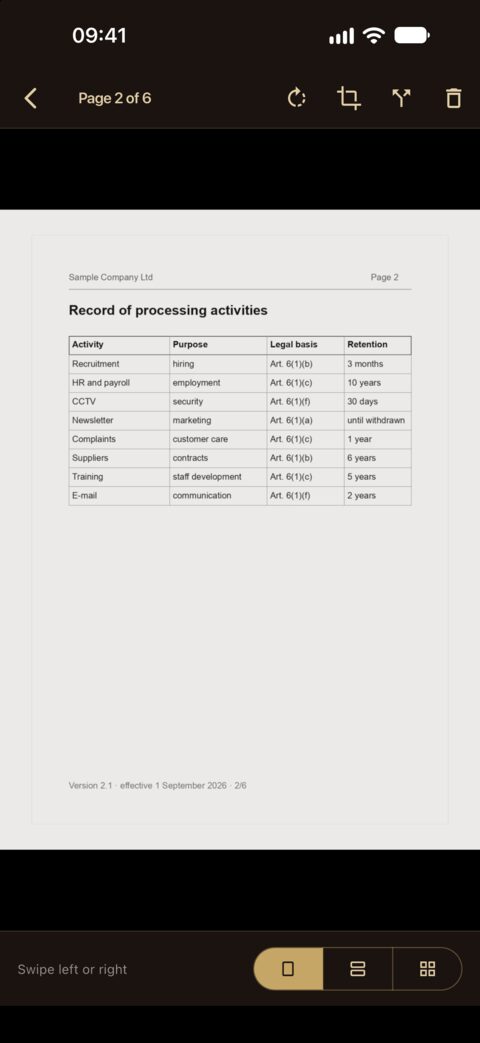 09:41
Page 2 of 6
Sample Company Ltd Page 2
Record of processing activities
Activity Purpose Legal basis Retention
Recruitment hiring Art. 6(1)(b) 3 months
HR and payroll employment Art. 6(1)(c) 10 years
CCTV security Art. 6(1)(f) 30 days
Newsletter marketing Art. 6(1)(a) until withdrawn
Complaints customer care Art. 6(1)(c) 1 year
Suppliers contracts Art. 6(1)(b) 6 years
Training staff development Art. 6(1)(c) 5 years
E-mail communication Art. 6(1)(f) 2 years
Version 2.1 · effective 1 September 2026 · 2/6
Swipe left or right